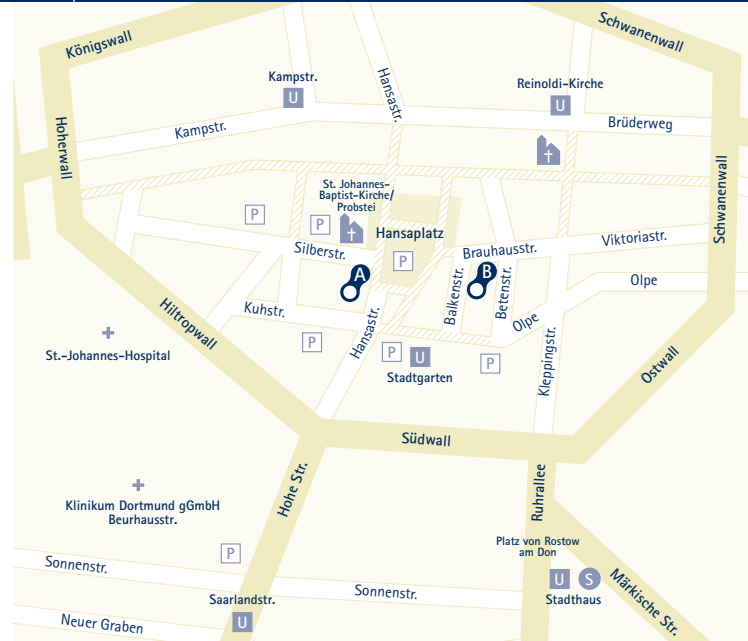 Königswall
Schwanenwall
Kampstr.
U
Hansastr.
Reinoldi-Kirche
U
Hoherwall
Kampstr.
Brüderweg
St. Johannes-
Baptist-Kirche/
Probstei
P
P
Hansaplatz
Schwanenwall
Silberstr.
P
Brauhausstr.
Viktoriastr.
A
B
Balkenstr.
Betenstr.
Olpe
Hiltropwall
Kuhstr.
Hansastr.
Olpe
Kleppingstr.
St.-Johannes-Hospital
P
P
U
Stadtgarten
P
Ostwall
Südwall
Hohe Str.
Ruhrallee
Klinikum Dortmund gGmbH
Beurhausstr.
P
Platz von Rostow
am Don
Sonnenstr.
Sonnenstr.
U
S
Stadthaus
Märkische Str.
Saarlandstr.
U
Neuer Graben